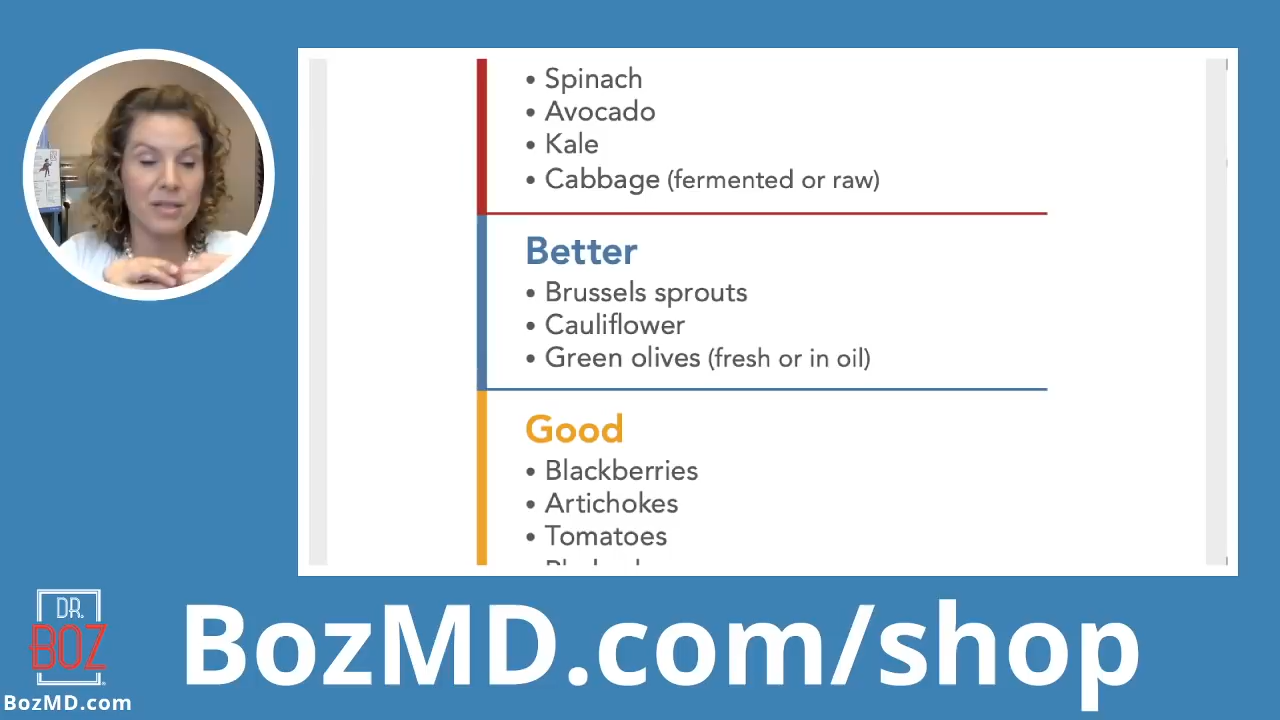 • Spinach
• Avocado
• Kale
• Cabbage (fermented or raw)
Better
• Brussels sprouts
• Cauliflower
• Green olives (fresh or in oil)
Good
• Blackberries
• Artichokes
• Tomatoes
DR.
BOZ
BozMD.com
BozMD.com/shop